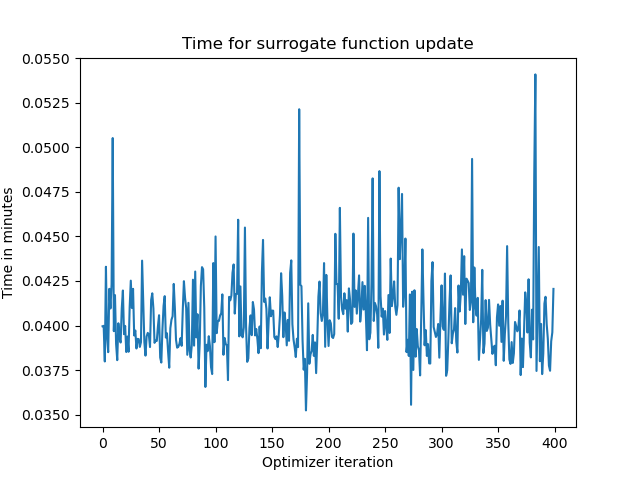 Time for surrogate function update
0.0550
0.0525
0.0500
0.0475
0.0450
0.0425
0.0400
0.0375
0.0350
Time in minutes
0 50 100 150 200 250 300 350 400
Optimizer iteration